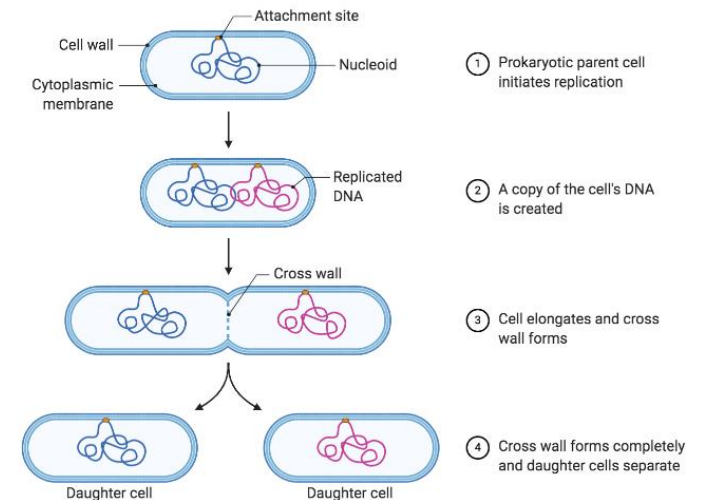 Attachment site
Cell wall
Nucleoid
Cytoplasmic
membrane
1 Prokaryotic parent cell
initiates replication
Replicated
DNA
2 A copy of the cell's DNA
is created
Cross wall
3 Cell elongates and cross
wall forms
4 Cross wall forms completely
and daughter cells separate
Daughter cell
Daughter cell